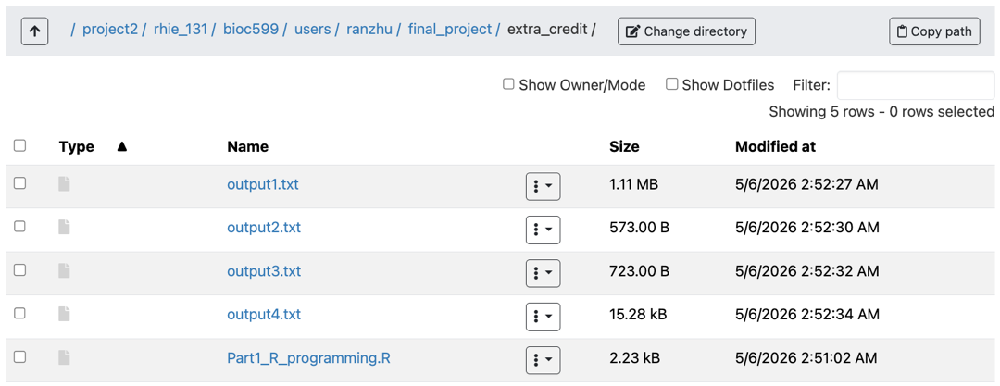 / project2 / rhie_131 / bioc599 / users / ranzhu / final_project / extra_credit / Change directory Copy path
Show Owner/Mode Show Dotfiles Filter:
Showing 5 rows - 0 rows selected
Type ▲ Name Size Modified at
output1.txt 1.11 MB 5/6/2026 2:52:27 AM
output2.txt 573.00 B 5/6/2026 2:52:30 AM
output3.txt 723.00 B 5/6/2026 2:52:32 AM
output4.txt 15.28 kB 5/6/2026 2:52:34 AM
Part1_R_programming.R 2.23 kB 5/6/2026 2:51:02 AM